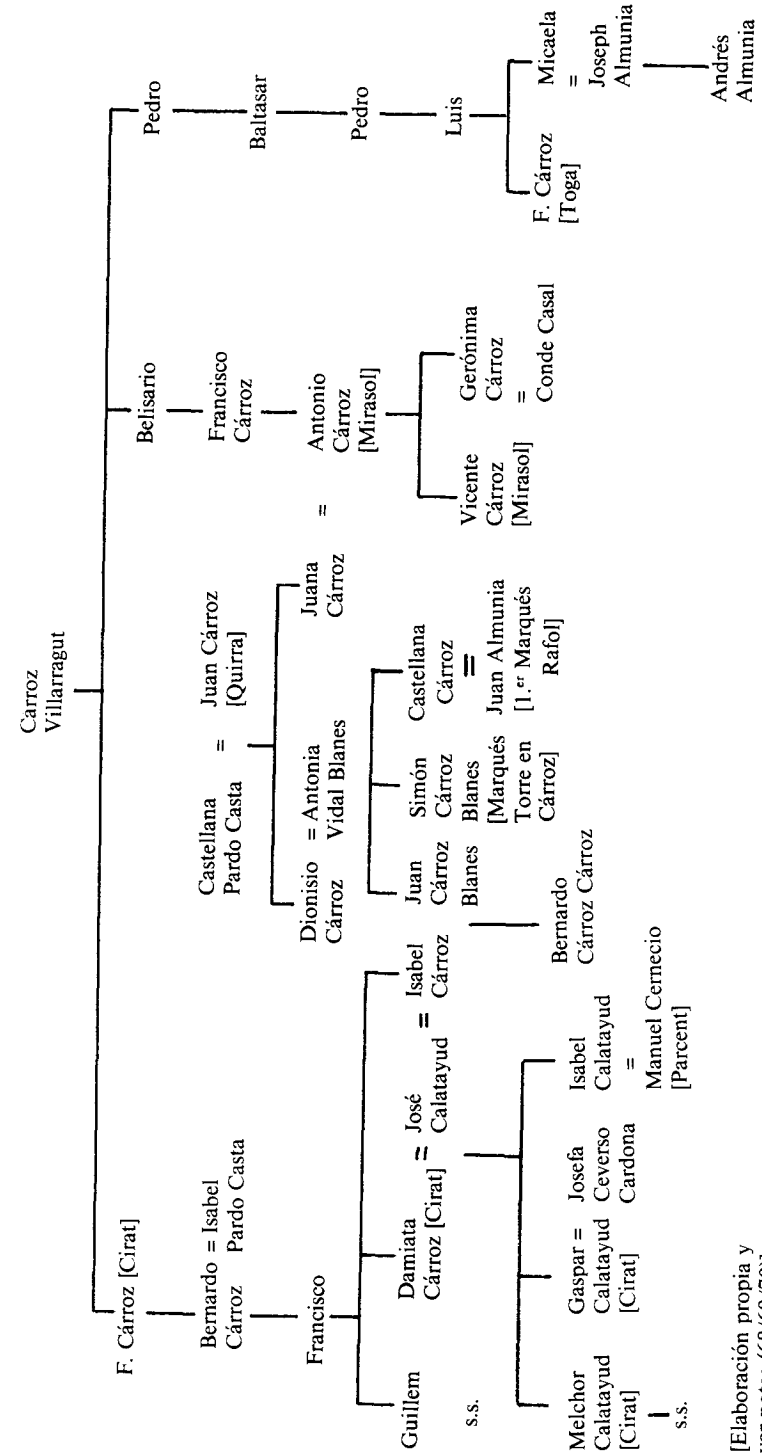 Carroz
Villarragut
F. Cárroz [Cirat]
Belisario
Pedro
Bernardo = Isabel
Cárroz Pardo Casta
Castellana
Pardo Casta
=
Juan Cárroz
[Quirra]
Francisco
Cárroz
Baltasar
Francisco
Dionisio
Cárroz
= Antonia
Vidal Blanes
Juana
Cárroz
=
Antonio
Cárroz
[Mirasol]
Pedro
Guillem
s.s.
Damiata
Cárroz [Cirat]
= José
Calatayud
=
Isabel
Cárroz
Juan
Cárroz
Blanes
Simón
Cárroz
Blanes
[Marqués
Torre en
Cárroz]
Castellana
Cárroz
=
Juan Almunia
[1.er Marqués
Rafol]
Vicente
Cárroz
[Mirasol]
Gerónima
Cárroz
=
Conde Casal
Luis
F. Cárroz
[Toga]
Micaela
=
Joseph
Almunia
Andrés
Almunia
Bernardo
Cárroz Cárroz
Melchor
Calatayud
[Cirat]
s.s.
Gaspar =
Calatayud
[Cirat]
Josefa
Ceverso
Cardona
Isabel
Calatayud
=
Manuel Cernecio
[Parcent]
[Elaboración propia y